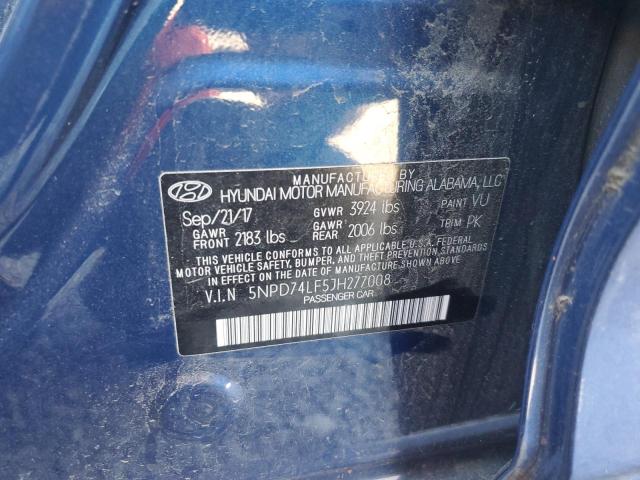 MANUFACTURED BY
HYUNDAI MOTOR MANUFACTURING ALABAMA, LLC
Sep/21/17 GVWR 3924 lbs PAINT VU
GAWR FRONT 2183 lbs GAWR REAR 2006 lbs TRIM PK
THIS VEHICLE CONFORMS TO ALL APPLICABLE U.S.A. FEDERAL
MOTOR VEHICLE SAFETY, BUMPER, AND THEFT PREVENTION STANDARDS
IN EFFECT ON THE DATE OF MANUFACTURE SHOWN ABOVE.
V.I.N 5NPD74LF5JH277008
PASSENGER CAR